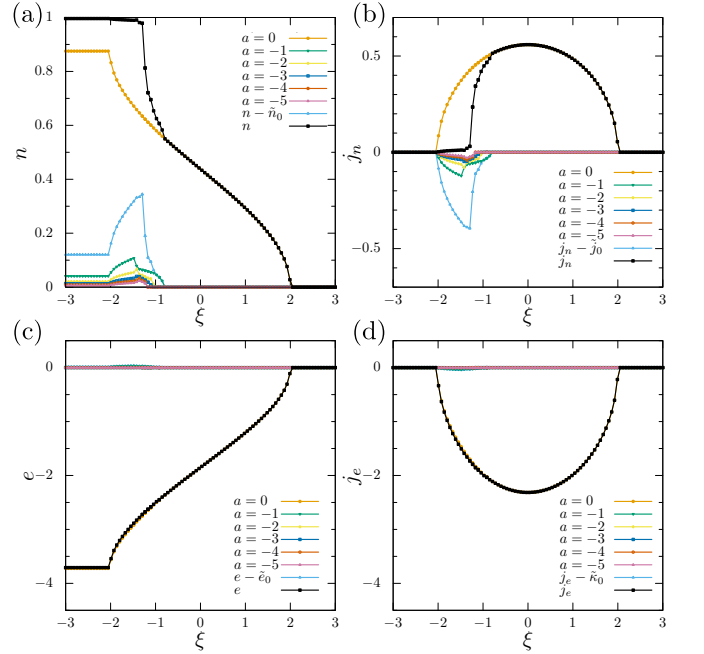 (a)
1
0.8
0.6
0.4
0.2
0
n
a = 0
a = −1
a = −2
a = −3
a = −4
a = −5
n − ñ₀
n
−3 −2 −1 0 1 2 3
ξ
(b)
0.5
0
−0.5
jₙ
a = 0
a = −1
a = −2
a = −3
a = −4
a = −5
jₙ − j̃₀
jₙ
−3 −2 −1 0 1 2 3
ξ
(c)
0
−2
−4
e
a = 0
a = −1
a = −2
a = −3
a = −4
a = −5
e − ẽ₀
e
−3 −2 −1 0 1 2 3
ξ
(d)
0
−2
−4
jₑ
a = 0
a = −1
a = −2
a = −3
a = −4
a = −5
jₑ − κ̃₀
jₑ
−3 −2 −1 0 1 2 3
ξ